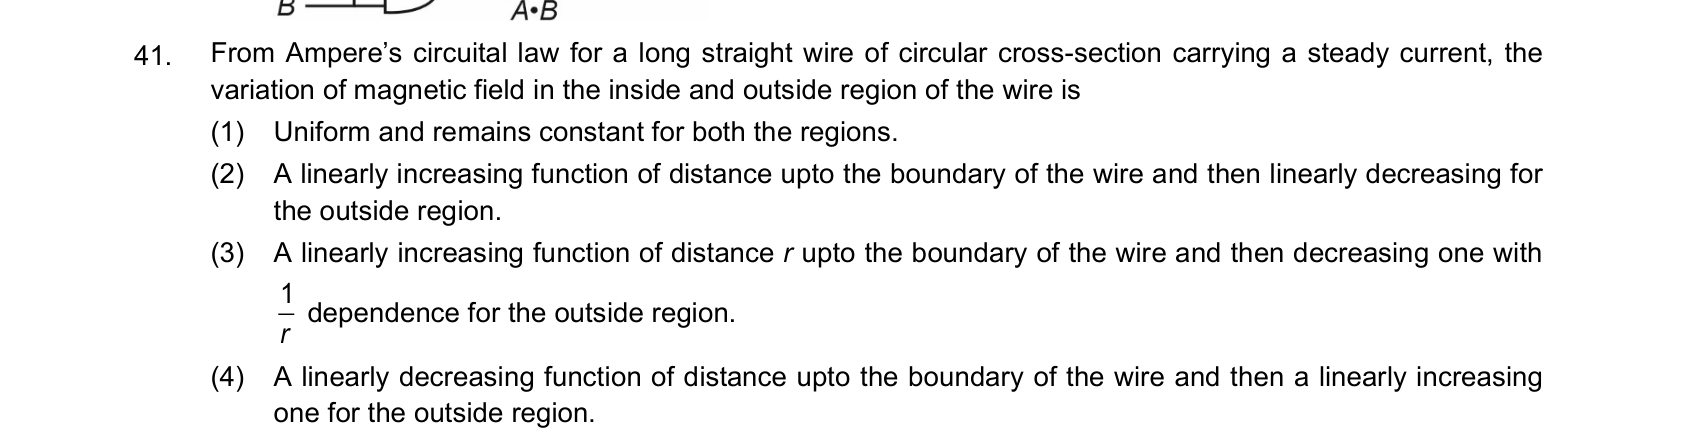 B
A•B
41. From Ampere’s circuital law for a long straight wire of circular cross-section carrying a steady current, the
variation of magnetic field in the inside and outside region of the wire is
(1) Uniform and remains constant for both the regions.
(2) A linearly increasing function of distance upto the boundary of the wire and then linearly decreasing for
the outside region.
(3) A linearly increasing function of distance r upto the boundary of the wire and then decreasing one with
1/r dependence for the outside region.
(4) A linearly decreasing function of distance upto the boundary of the wire and then a linearly increasing
one for the outside region.